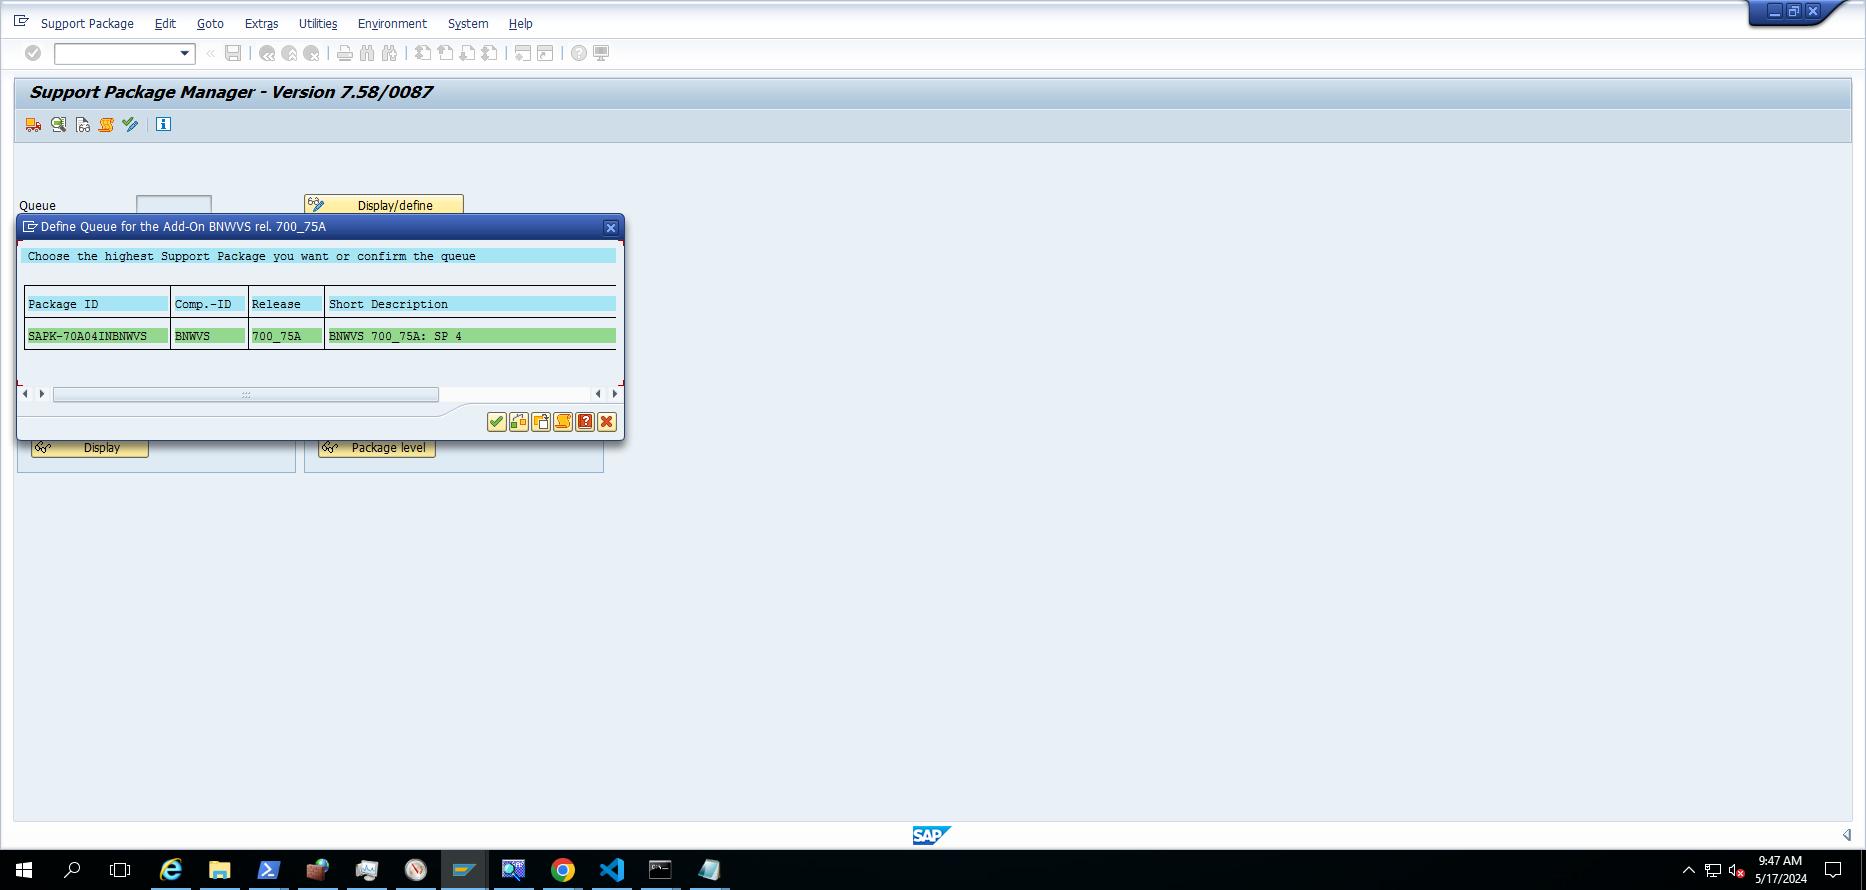 Support Package Edit Goto Extras Utilities Environment System Help
Support Package Manager - Version 7.58/0087
Queue Display/define
Define Queue for the Add-On BNWVS rel. 700_75A
Choose the highest Support Package you want or confirm the queue
Package ID Comp.-ID Release Short Description
SAPK-70A04INBNWVS BNWVS 700_75A BNWVS 700_75A: SP 4
Display Package level
SAP
9:47 AM
5/17/2024